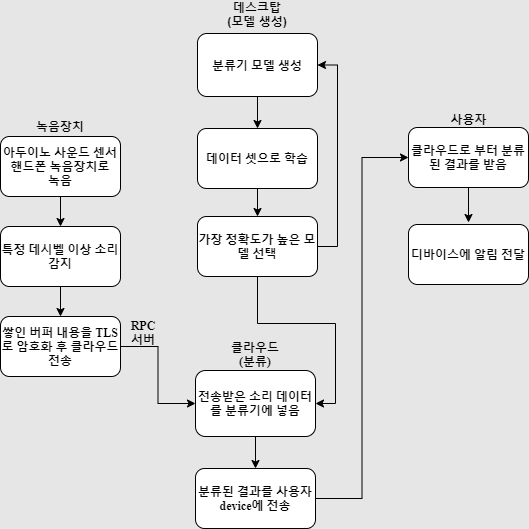 데스크탑
(모델 생성)
분류기 모델 생성
데이터 셋으로 학습
가장 정확도가 높은 모
델 선택
녹음장치
아두이노 사운드 센서
핸드폰 녹음장치로
녹음
특정 데시벨 이상 소리
감지
쌓인 버퍼 내용을 TLS
로 암호화 후 클라우드
전송
RPC
서버
클라우드
(분류)
전송받은 소리 데이터
를 분류기에 넣음
분류된 결과를 사용자
device에 전송
사용자
클라우드로 부터 분류
된 결과를 받음
디바이스에 알림 전달